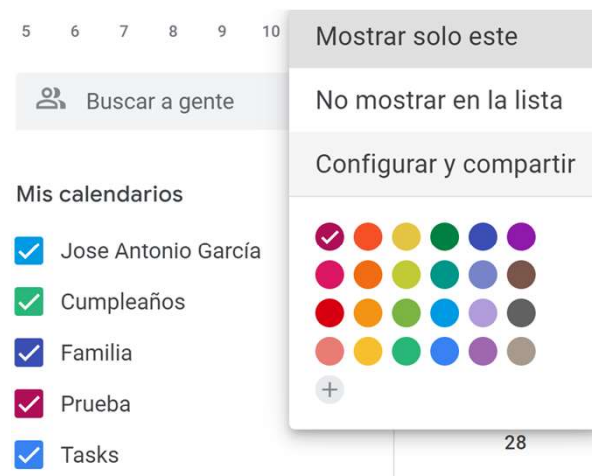 5 6 7 8 9 10
Buscar a gente
Mis calendarios
Jose Antonio García
Cumpleaños
Familia
Prueba
Tasks
Mostrar solo este
No mostrar en la lista
Configurar y compartir
+
28